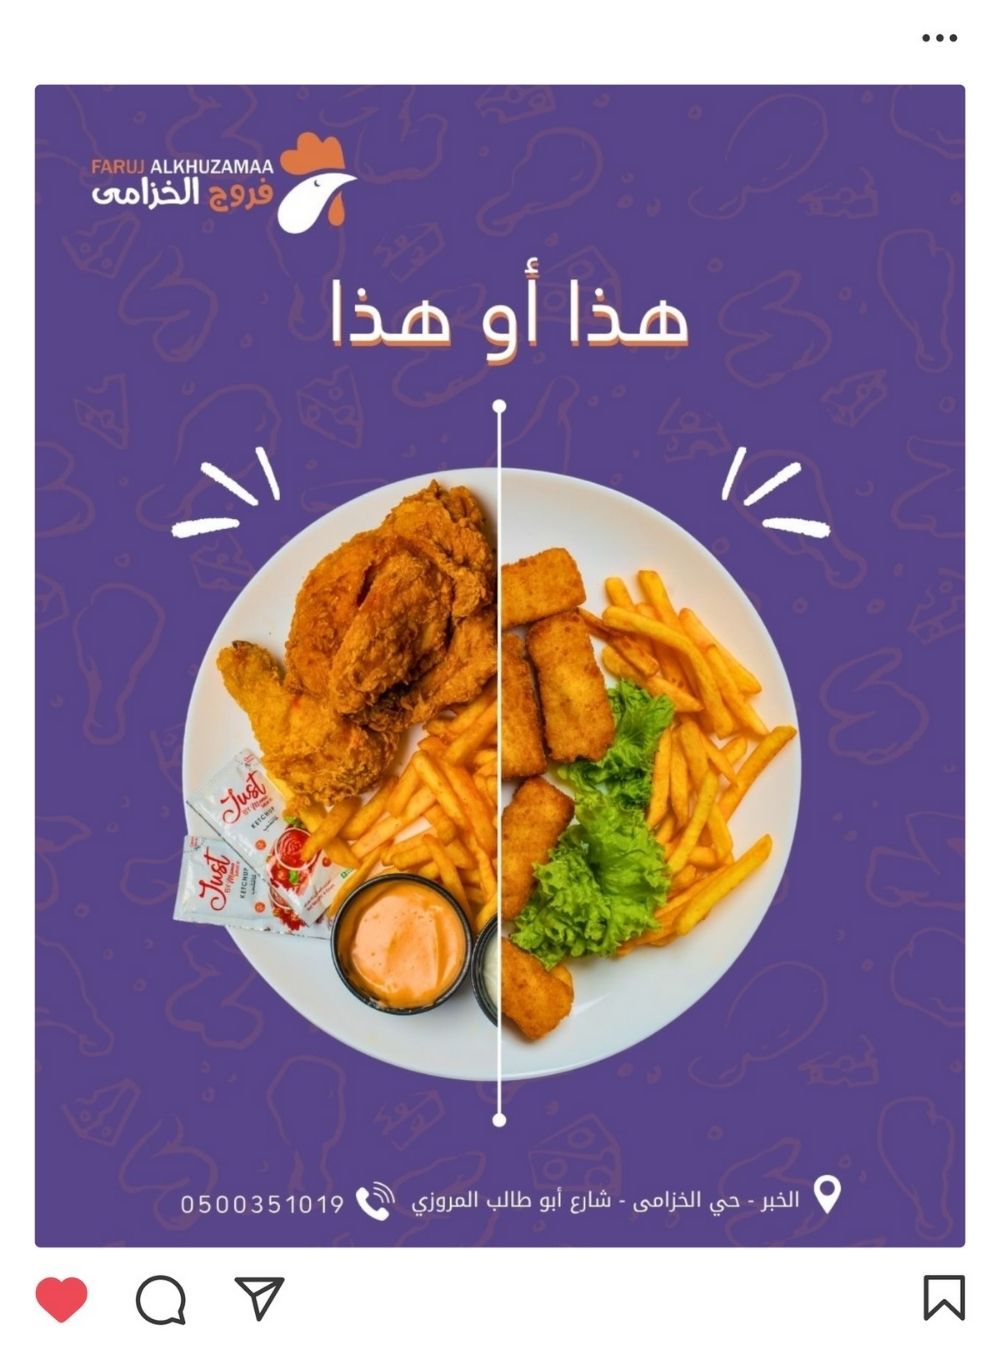 FARUJ ALKHUZAMAA
فروج الخزامى
هذا أو هذا
Just
KETCHUP
Just
KETCHUP
الخبر - حي الخزامى - شارع أبو طالب المروزي
0500351019